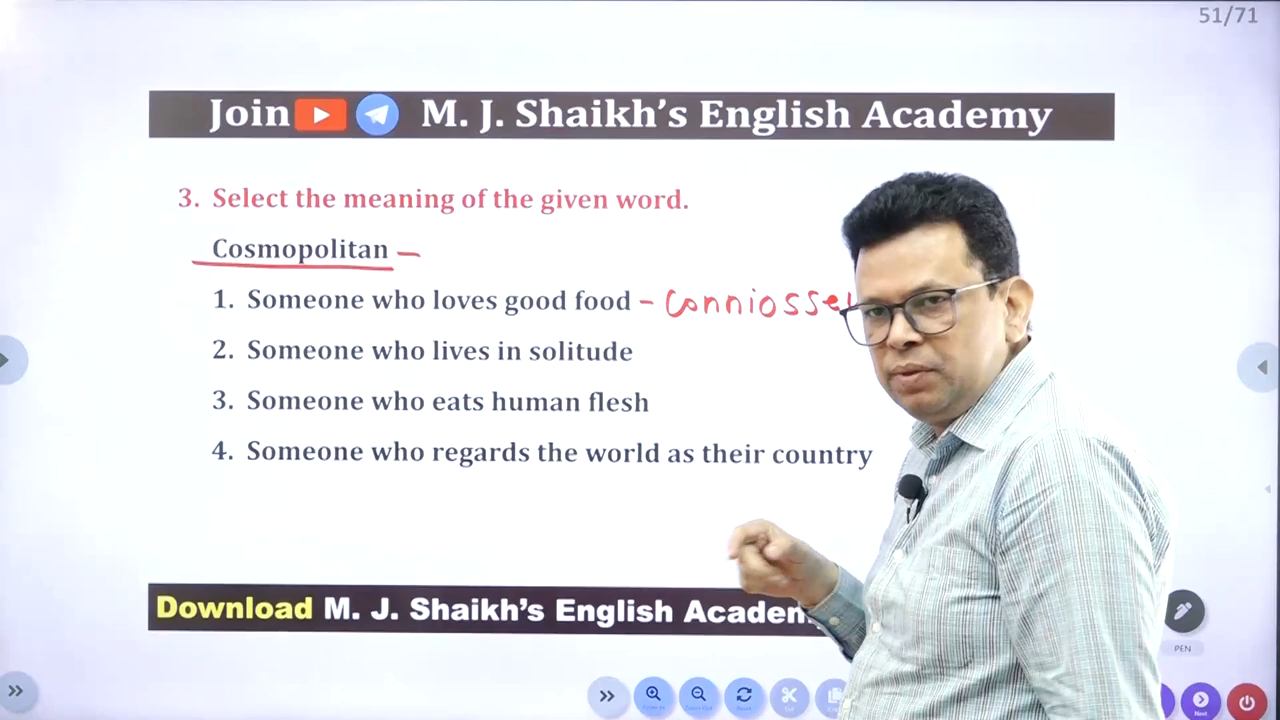 51/71
Join M. J. Shaikh’s English Academy
3. Select the meaning of the given word.
Cosmopolitan –
1. Someone who loves good food –
2. Someone who lives in solitude
3. Someone who eats human flesh
4. Someone who regards the world as their country
Download M. J. Shaikh’s English
PEN
Next